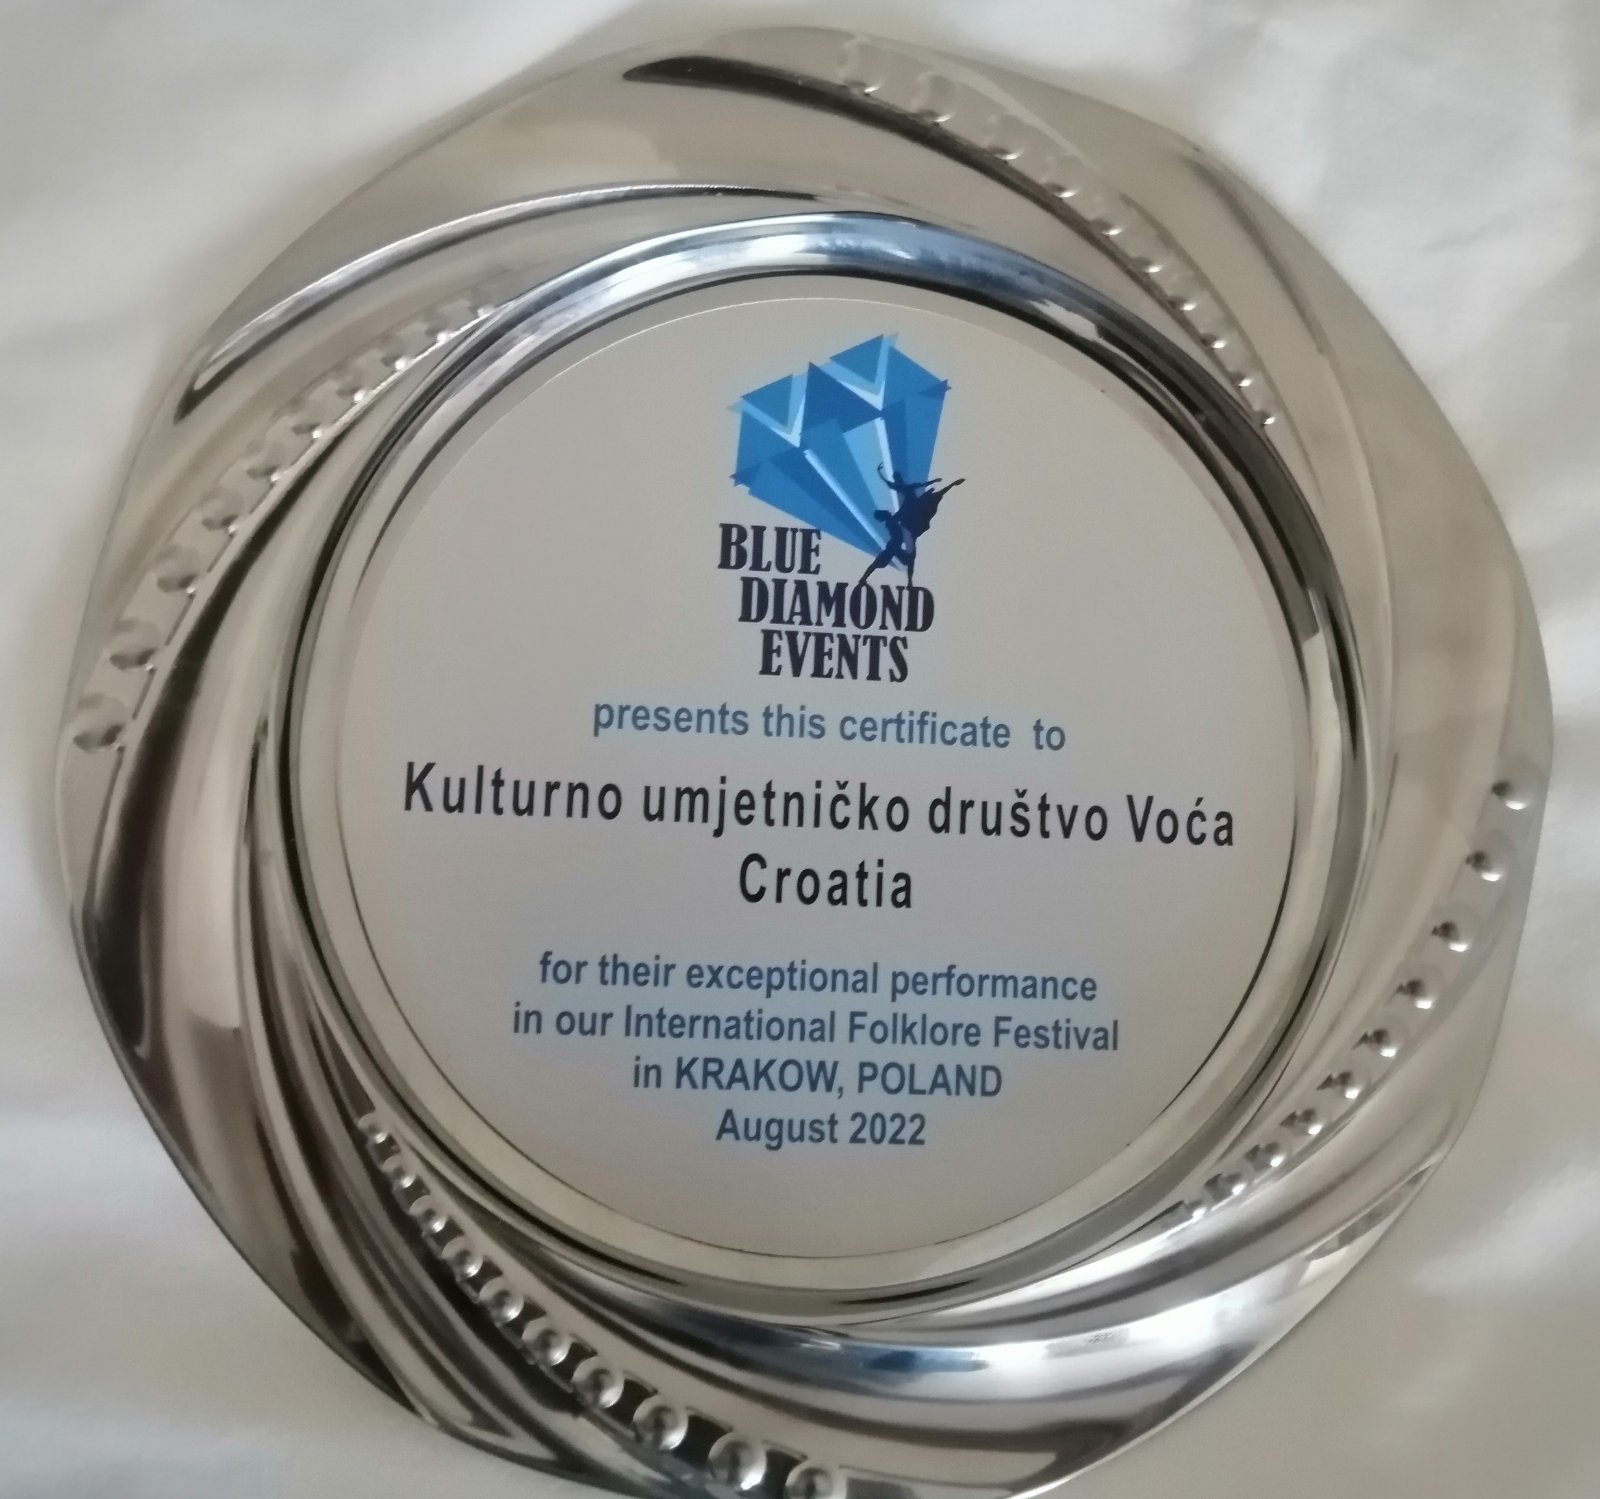 BLUE
DIAMOND
EVENTS
presents this certificate to
Kulturno umjetničko društvo Voća
Croatia
for their exceptional performance
in our International Folklore Festival
in KRAKOW, POLAND
August 2022